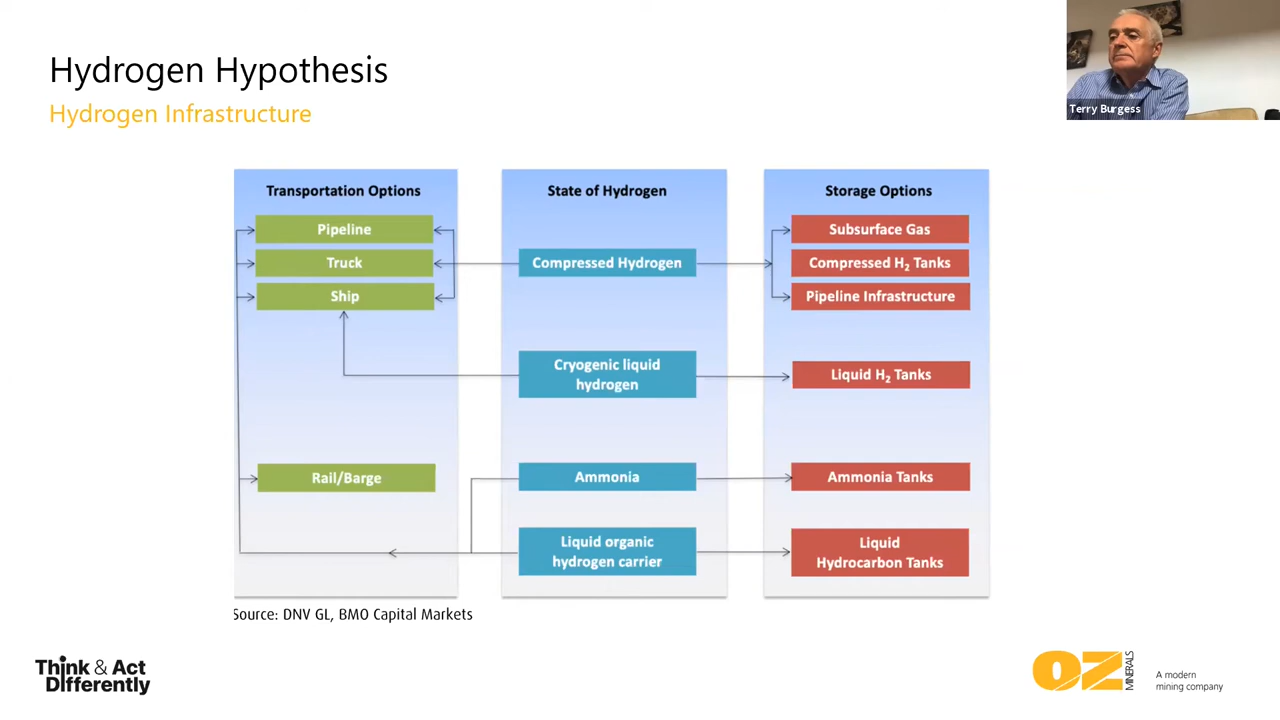 Hydrogen Hypothesis
Hydrogen Infrastructure
Terry Burgess
Transportation Options
Pipeline
Truck
Ship
Rail/Barge
State of Hydrogen
Compressed Hydrogen
Cryogenic liquid
hydrogen
Ammonia
Liquid organic
hydrogen carrier
Storage Options
Subsurface Gas
Compressed H₂ Tanks
Pipeline Infrastructure
Liquid H₂ Tanks
Ammonia Tanks
Liquid
Hydrocarbon Tanks
Source: DNV GL, BMO Capital Markets
Think & Act
Differently
OZ
MINERALS
A modern
mining company